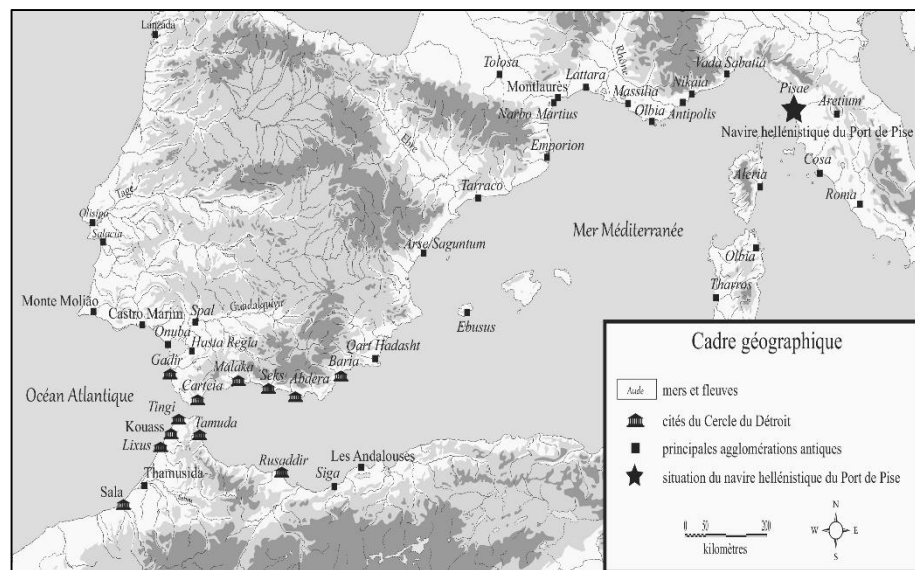 Lanzada
Tolosa
Montlaurès
Lattara
Rhône
Massilia
Nikaia
Vada Sabatia
Pisae
Aretium
Narbo Martius
Olbia
Antipolis
Navire hellénistique du Port de Pise
Emporion
Ebre
Aleria
Cosa
Roma
Tarraco
Tage
Olisipo
Salacia
Arse/Saguntum
Mer Méditerranée
Olbia
Tharros
Monte Molião
Castro Marim
Spal
Guadalquivir
Ebusus
Onuba
Hasta Regia
Qart Hadasht
Baria
Gadir
Malaka
Seks
Abdera
Carteia
Océan Atlantique
Tingi
Kouass
Tamuda
Lixus
Les Andalouses
Rusaddir
Siga
Thamusida
Sala
Cadre géographique
Aude
mers et fleuves
cités du Cercle du Détroit
principales agglomérations antiques
situation du navire hellénistique du Port de Pise
0 50 200
kilomètres
N
W E
S